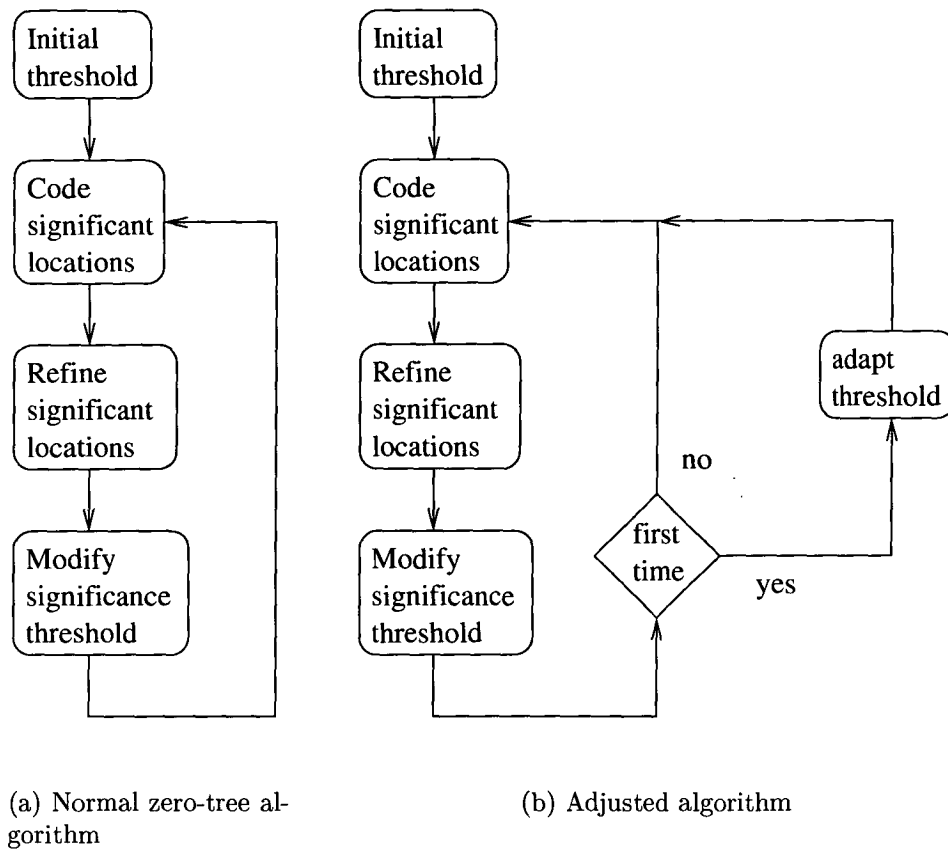 Initial
threshold
Code
significant
locations
Refine
significant
locations
Modify
significance
threshold
(a) Normal zero-tree al-
gorithm
Initial
threshold
Code
significant
locations
Refine
significant
locations
Modify
significance
threshold
first
time
no
yes
adapt
threshold
(b) Adjusted algorithm